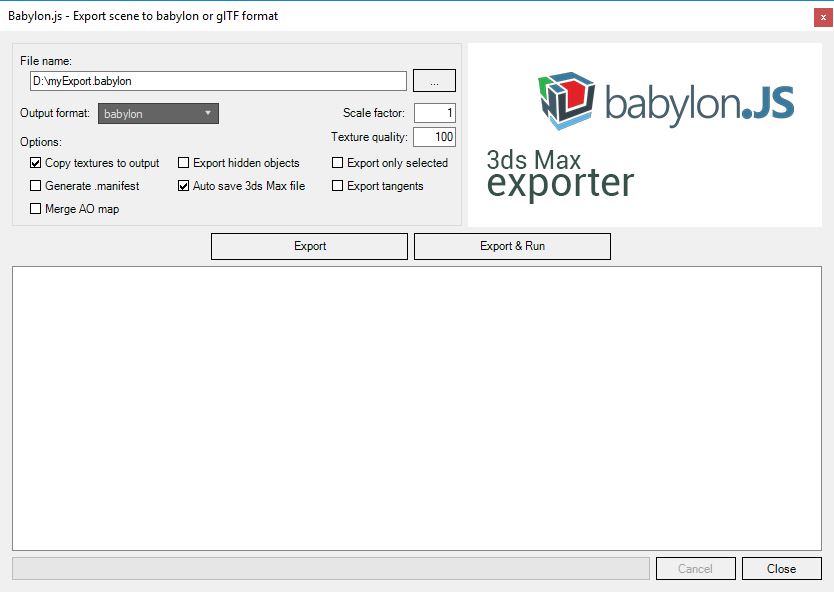 Babylon.js - Export scene to babylon or glTF format
x
File name:
D:\myExport.babylon
...
Output format: babylon
Scale factor: 1
Texture quality: 100
Options:
Copy textures to output
Export hidden objects
Export only selected
Generate .manifest
Auto save 3ds Max file
Export tangents
Merge AO map
babylon.JS
3ds Max
exporter
Export
Export & Run
Cancel
Close